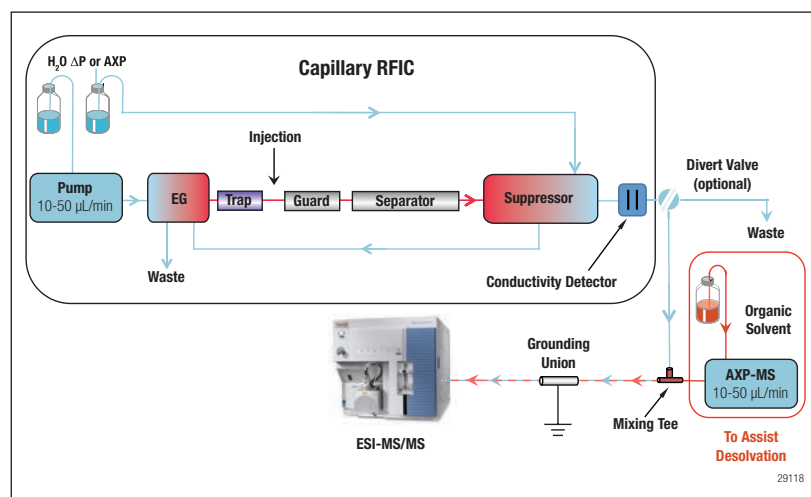 Capillary RFIC
H₂O ΔP or AXP
Injection
Pump
10-50 µL/min
EG
Trap
Guard
Separator
Suppressor
Divert Valve
(optional)
Waste
Waste
Conductivity
Detector
Organic
Solvent
Grounding
Union
AXP-MS
10-50 µL/min
Mixing Tee
ESI-MS/MS
To Assist
Desolvation
29118